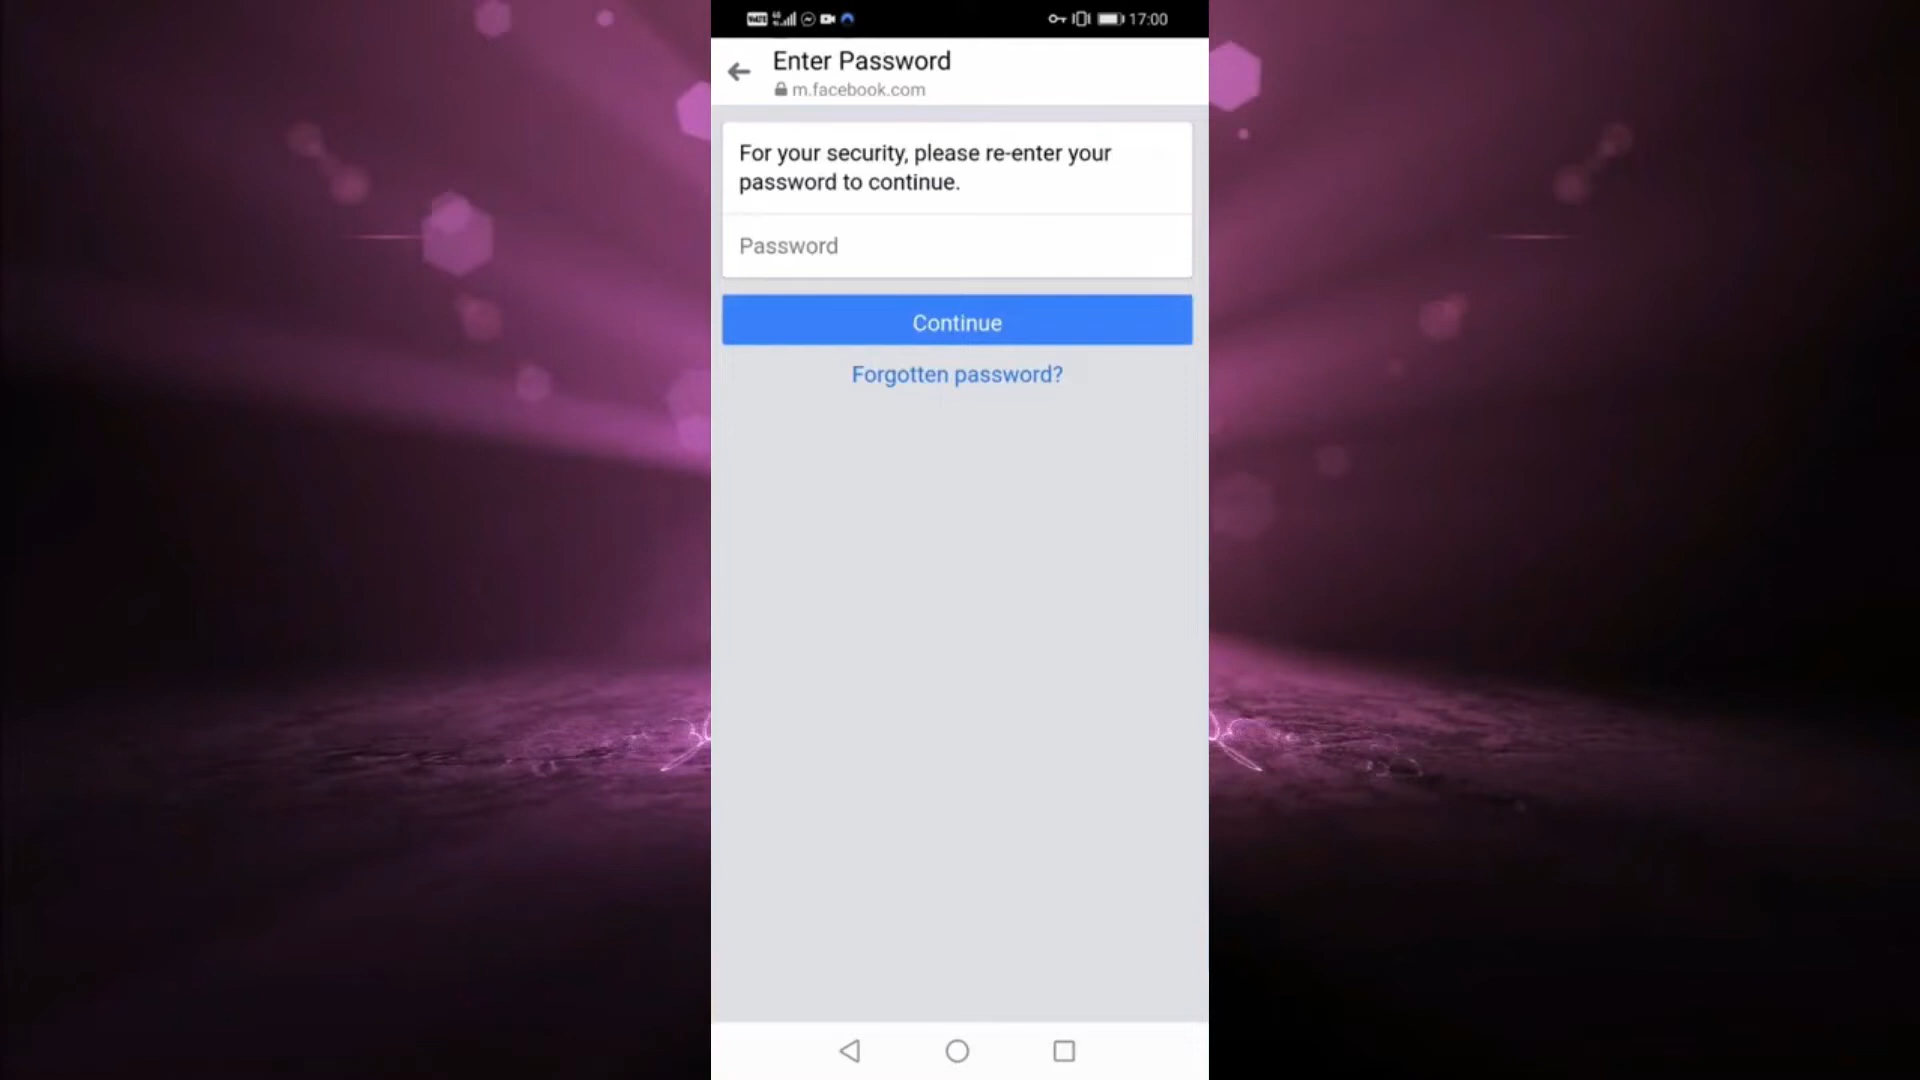 17:00
Enter Password
m.facebook.com
For your security, please re-enter your
password to continue.
Password
Continue
Forgotten password?